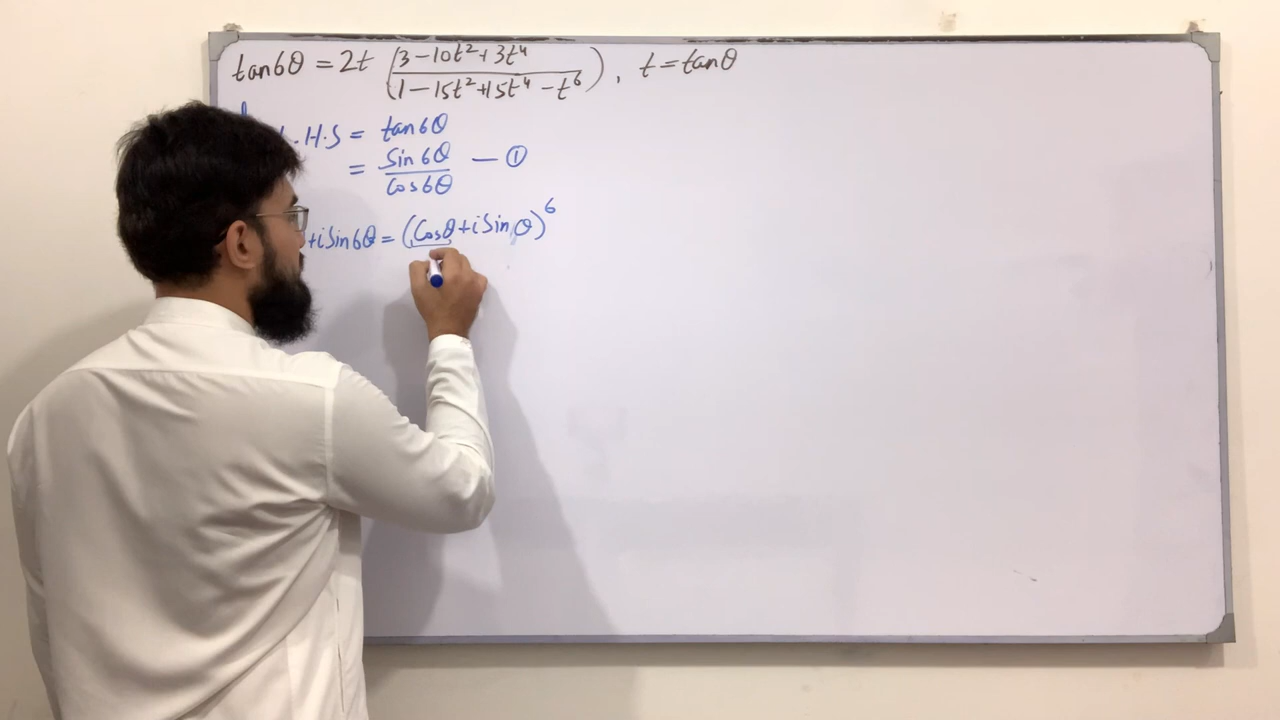 tan6θ = 2t (3 − 10t² + 3t⁴ / 1 − 15t² + 15t⁴ − t⁶), t = tanθ
.H.S = tan6θ
= Sin6θ / Cos6θ — ①
+iSin6θ = (Cosθ + iSinθ)⁶